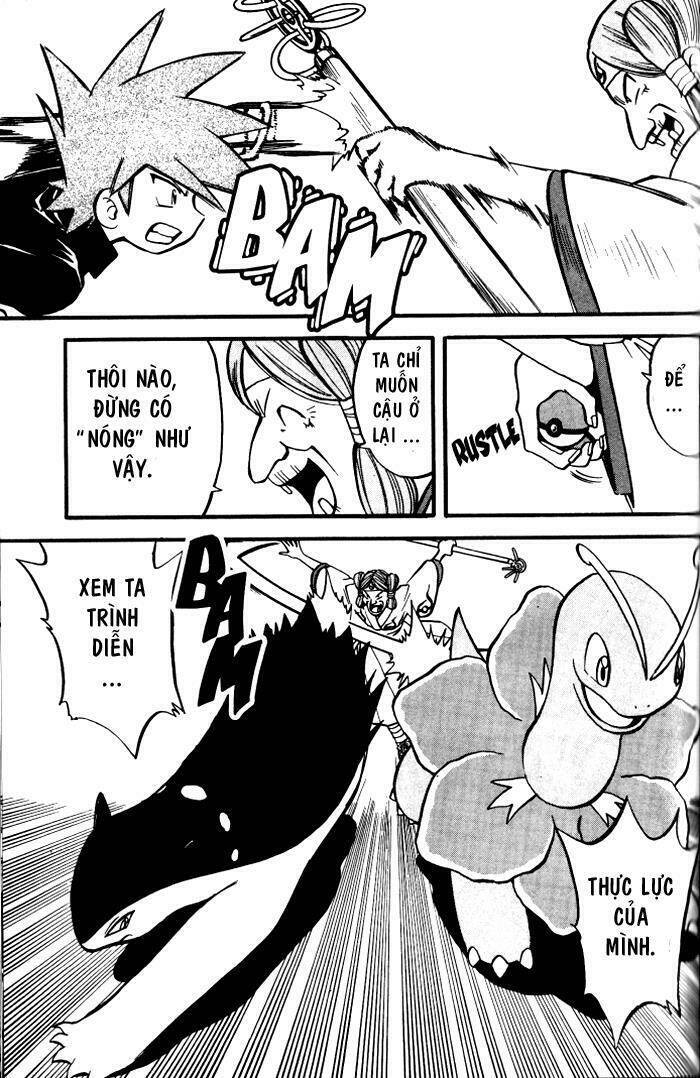 BAM
THÔI NÀO,
ĐỪNG CÓ
“NÓNG” NHƯ
VẬY.
TA CHỈ
MUỐN
CẬU Ở
LẠI ...
RUSTLE
ĐỂ
...
XEM TA
TRÌNH
DIỄN
...
BAM
THỰC LỰC
CỦA
MÌNH.